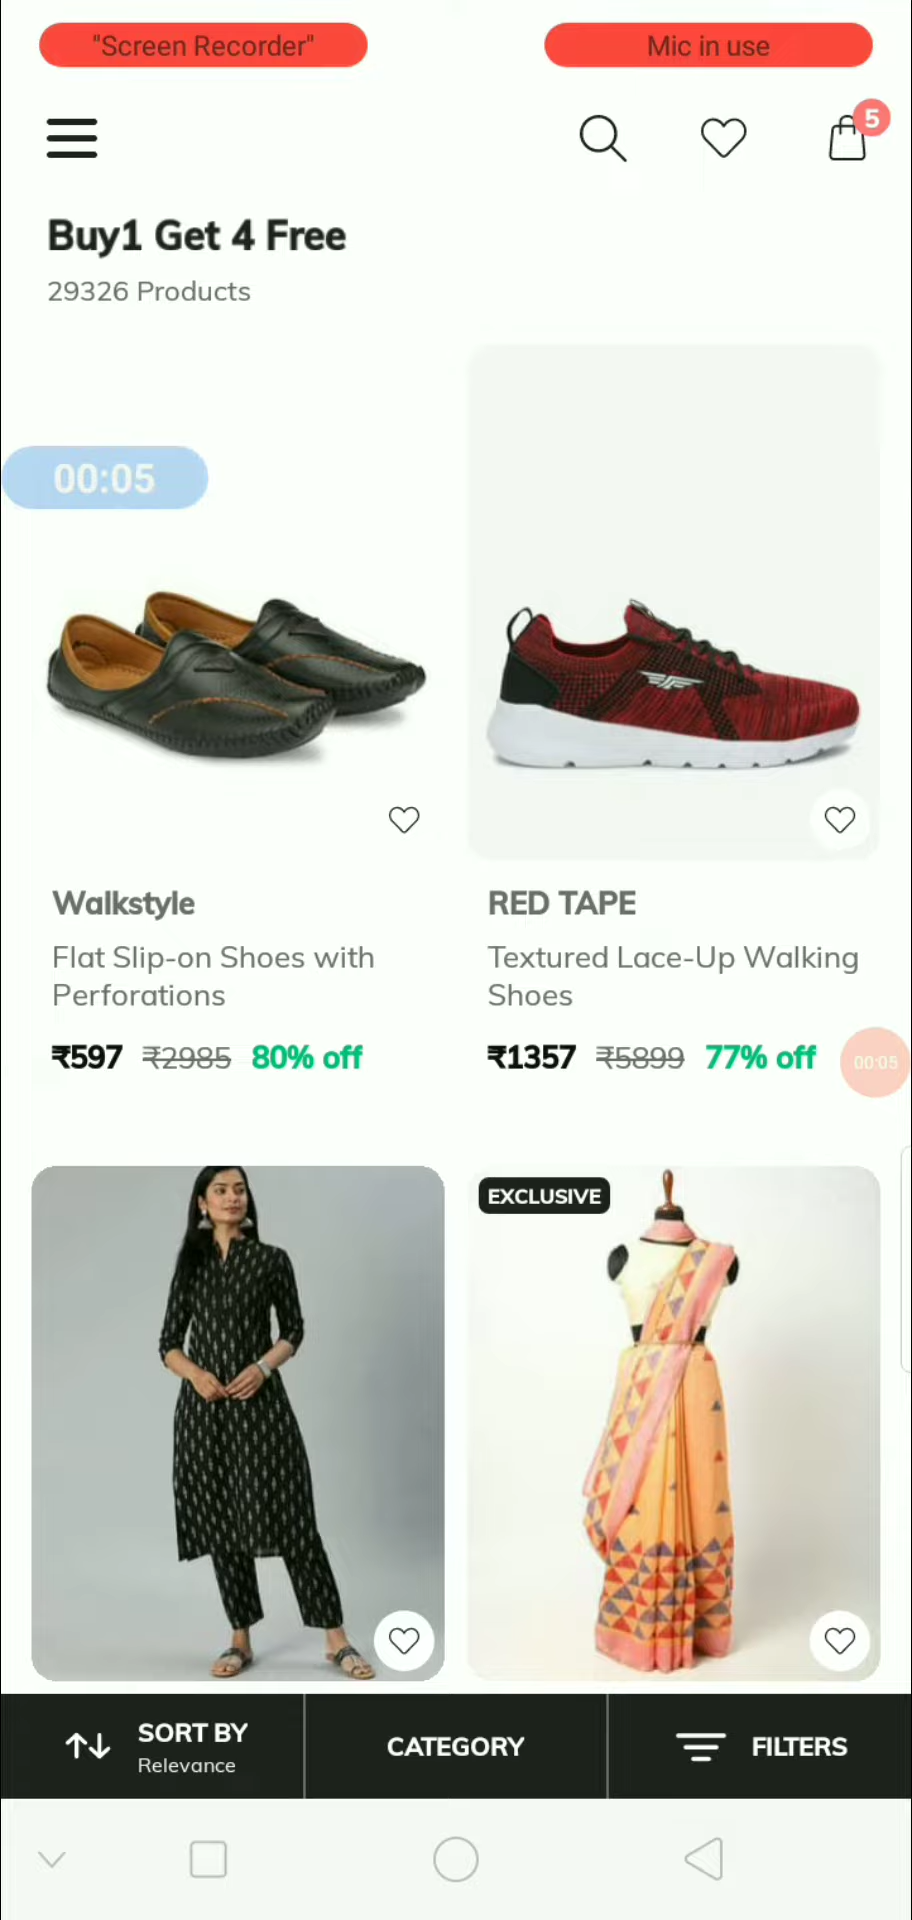 "Screen Recorder"
Mic in use
5
Buy1 Get 4 Free
29326 Products
00:05
Walkstyle
Flat Slip-on Shoes with
Perforations
₹597 ₹2985 80% off
RED TAPE
Textured Lace-Up Walking
Shoes
₹1357 ₹5899 77% off
00:05
EXCLUSIVE
SORT BY
Relevance
CATEGORY
FILTERS